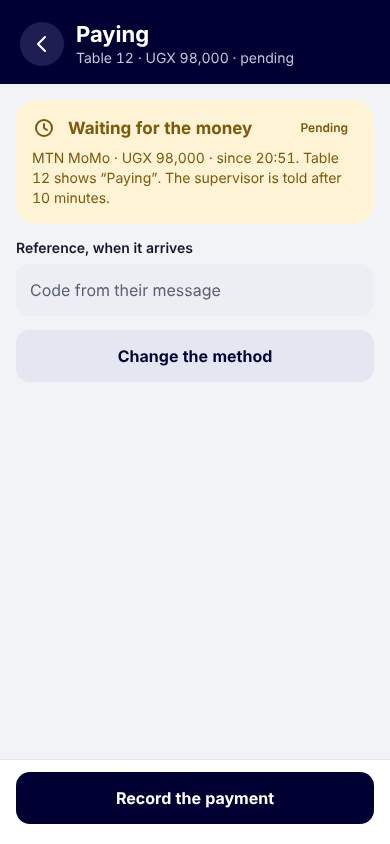 Paying
Table 12 · UGX 98,000 · pending
Waiting for the money
Pending
MTN MoMo · UGX 98,000 · since 20:51. Table
12 shows “Paying”. The supervisor is told after
10 minutes.
Reference, when it arrives
Code from their message
Change the method
Record the payment